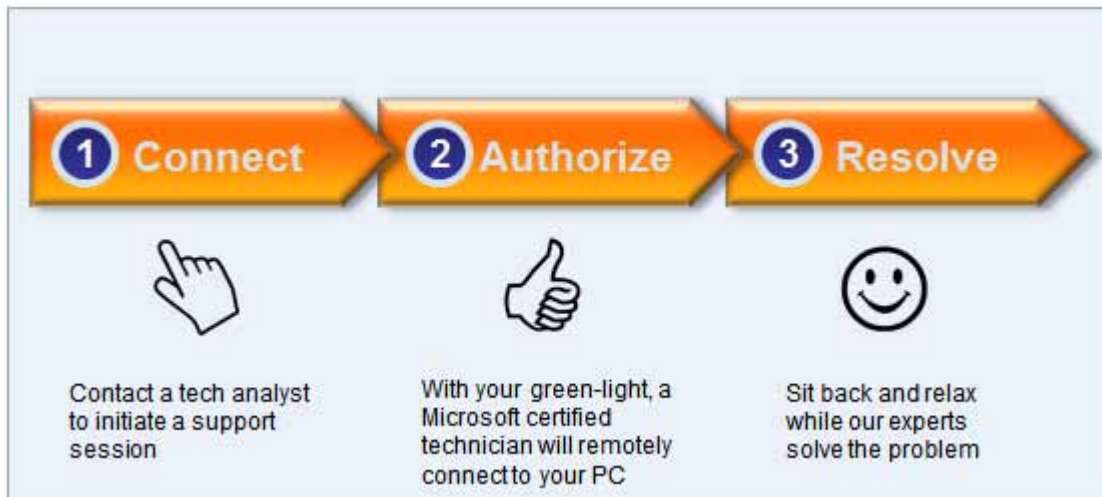 1 Connect
2 Authorize
3 Resolve
Contact a tech analyst
to initiate a support
session
With your green-light, a
Microsoft certified
technician will remotely
connect to your PC
Sit back and relax
while our experts
solve the problem